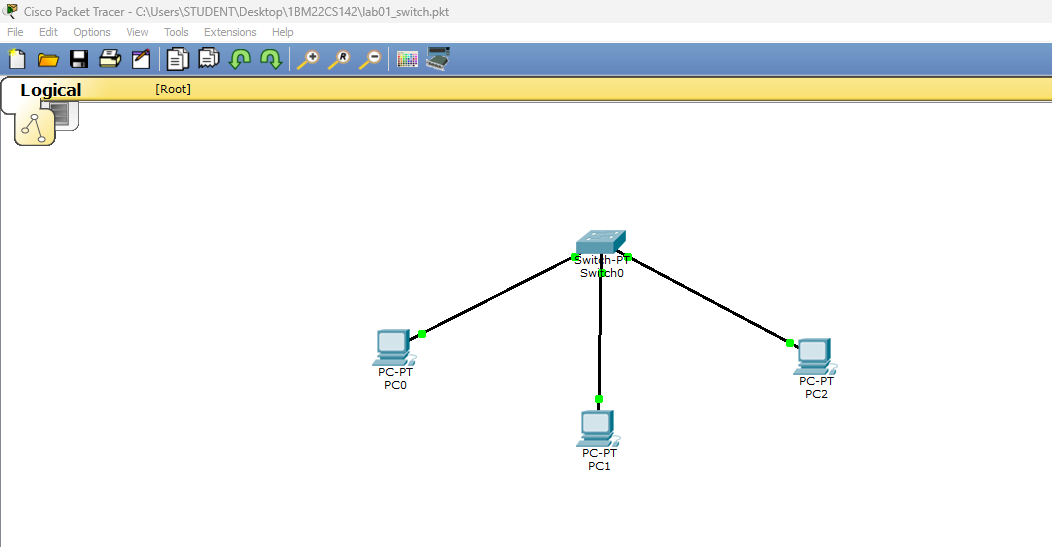 Cisco Packet Tracer - C:\Users\STUDENT\Desktop\1BM22CS142\lab01_switch.pkt
File Edit Options View Tools Extensions Help
R
Logical [Root]
Switch-PT
Switch0
PC-PT
PC0
PC-PT
PC2
PC-PT
PC1